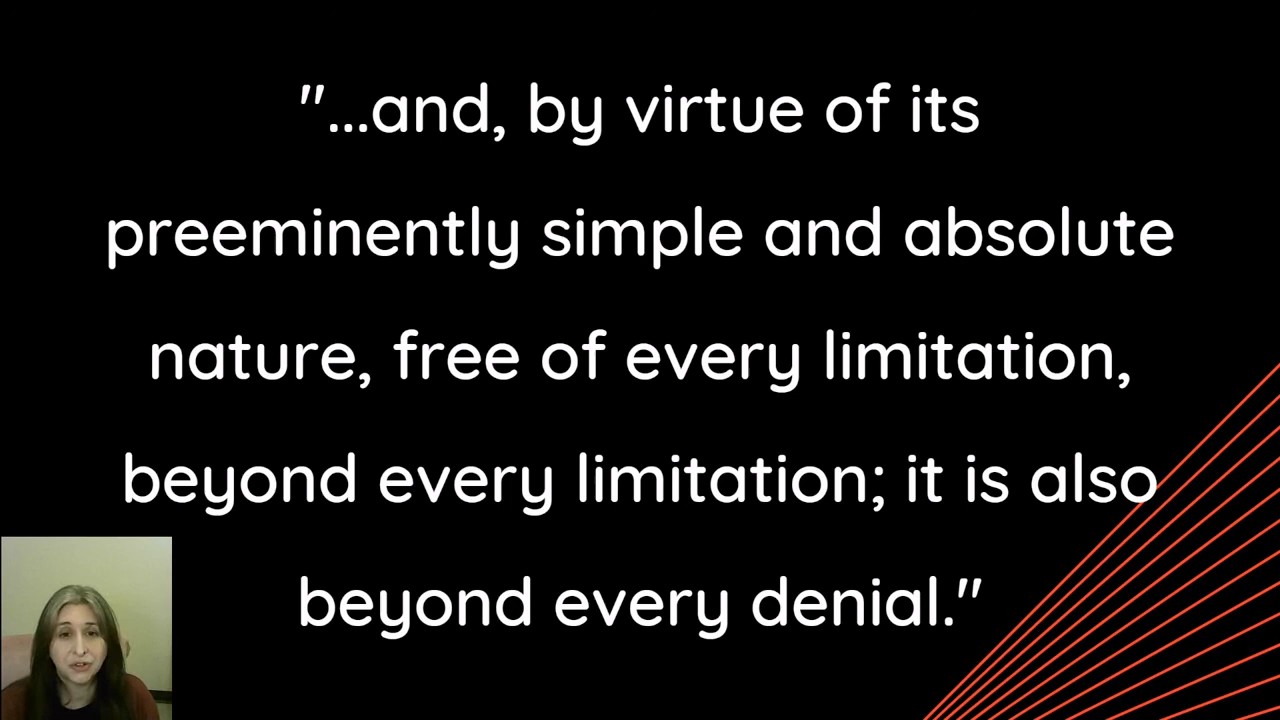 "...and, by virtue of its
preeminently simple and absolute
nature, free of every limitation,
beyond every limitation; it is also
beyond every denial."